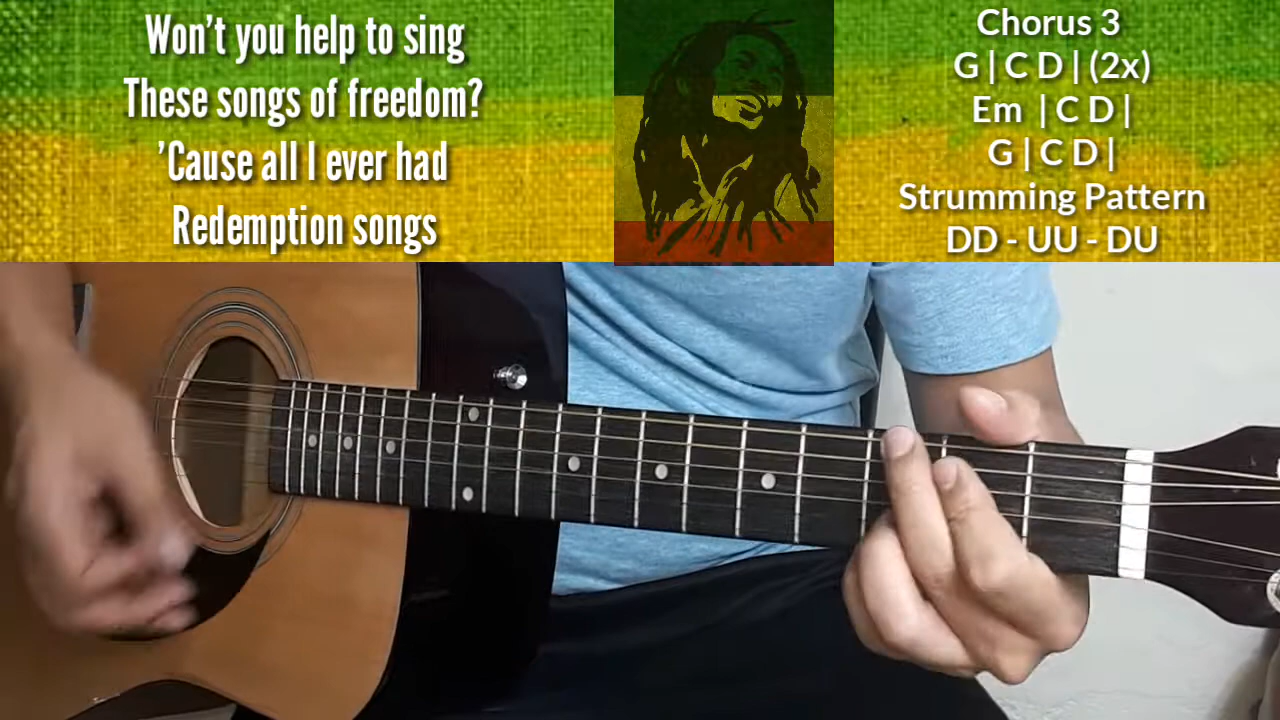 Won't you help to sing
These songs of freedom?
'Cause all I ever had
Redemption songs
Chorus 3
G | C D | (2x)
Em | C D |
G | C D |
Strumming Pattern
DD - UU - DU